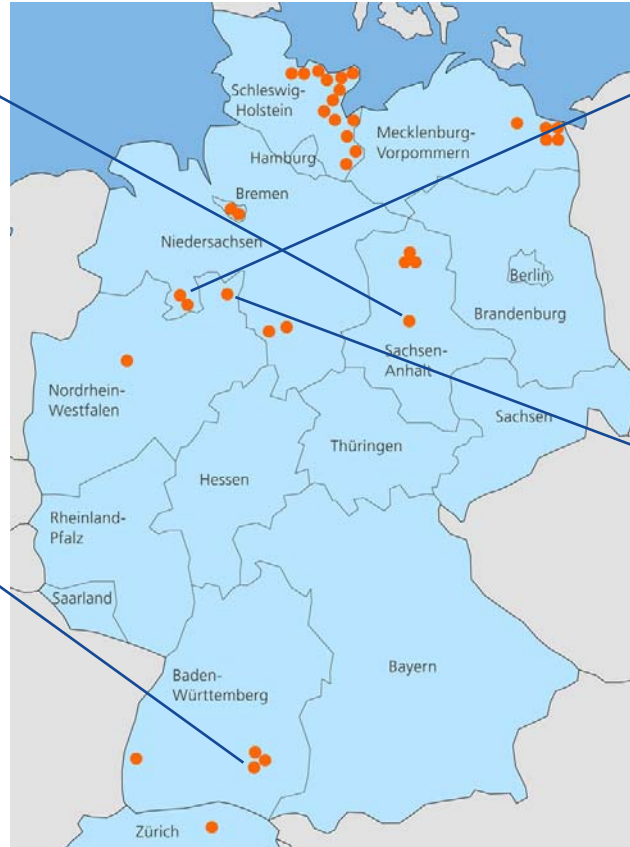 Schleswig-
Holstein
Mecklenburg-
Vorpommern
Hamburg
Bremen
Niedersachsen
Berlin
Brandenburg
Sachsen-
Anhalt
Nordrhein-
Westfalen
Sachsen
Thüringen
Hessen
Rheinland-
Pfalz
Saarland
Baden-
Württemberg
Bayern
Zürich